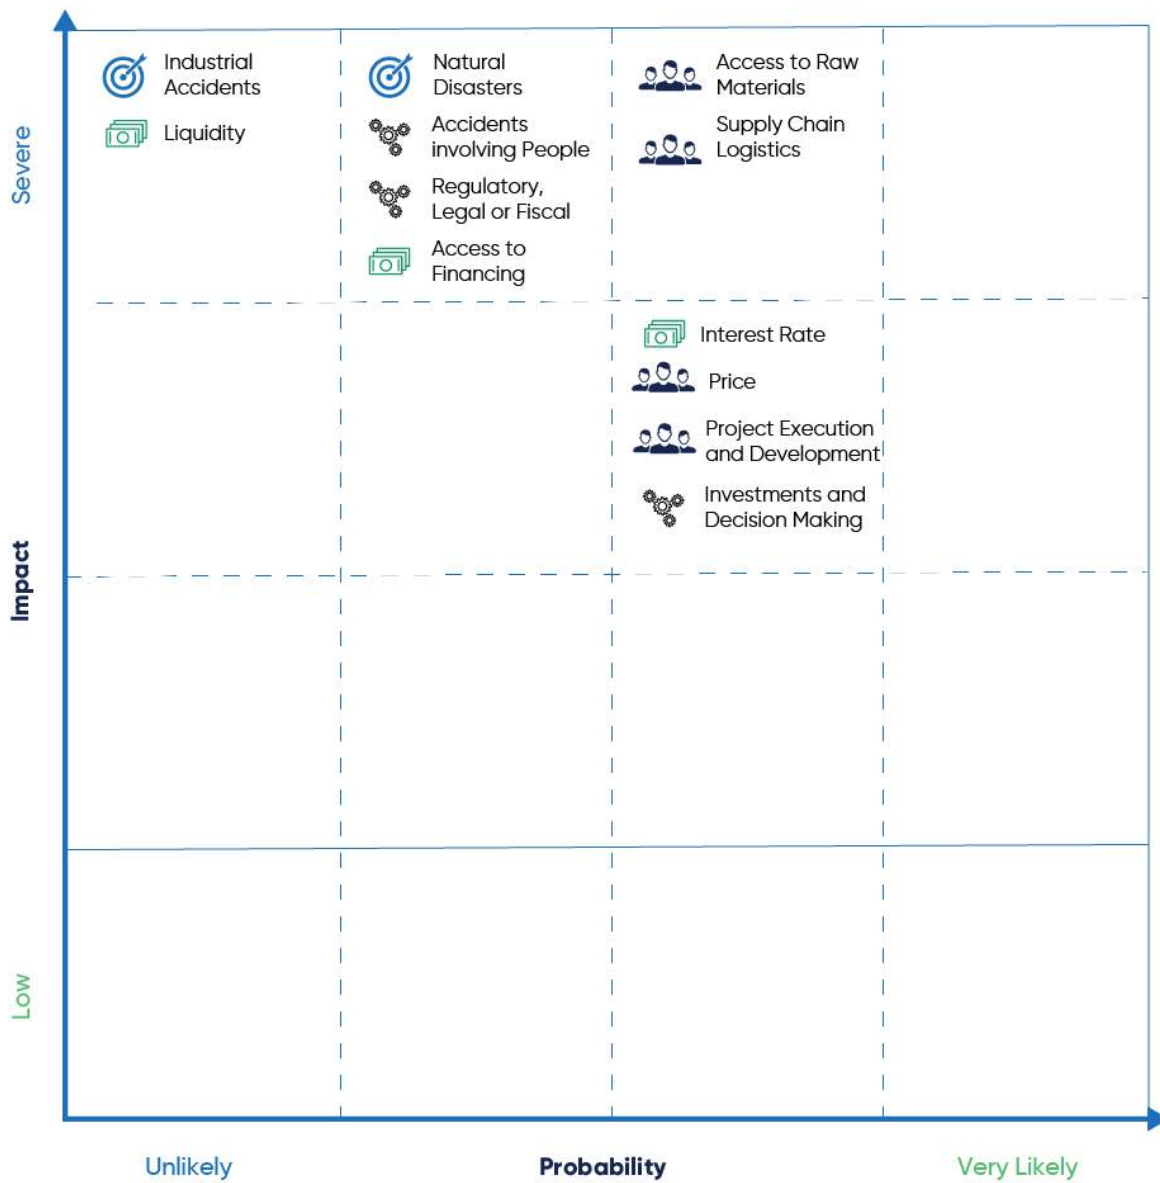 Severe
Impact
Low
Industrial
Accidents
Liquidity
Natural
Disasters
Accidents
involving People
Regulatory,
Legal or Fiscal
Access to
Financing
Access to Raw
Materials
Supply Chain
Logistics
Interest Rate
Price
Project Execution
and Development
Investments and
Decision Making
Unlikely
Probability
Very Likely